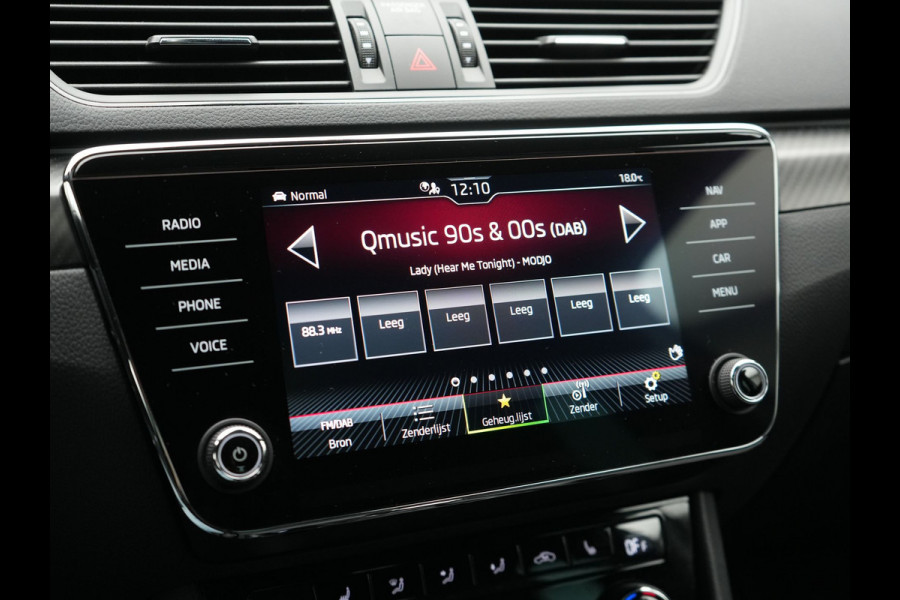 Normal
12:10
18.0°C
Qmusic 90s & 00s (DAB)
Lady (Hear Me Tonight) - MODJO
88.3 MHz
Leeg
Leeg
Leeg
Leeg
Leeg
FM/DAB
Bron
Zenderlijst
Geheug.lijst
Zender
Setup
RADIO
MEDIA
PHONE
VOICE
NAV
APP
CAR
MENU
OFF